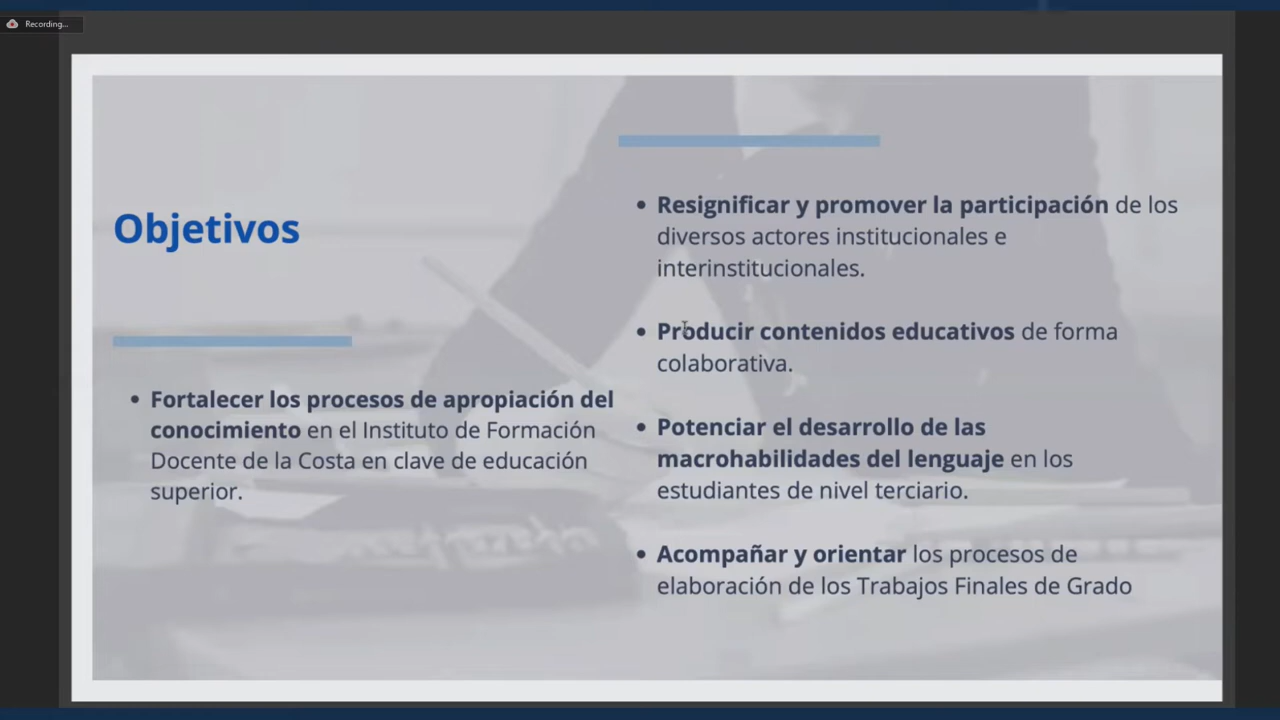 Recording...
Objetivos
• Fortalecer los procesos de apropiación del
conocimiento en el Instituto de Formación
Docente de la Costa en clave de educación
superior.
• Resignificar y promover la participación de los
diversos actores institucionales e
interinstitucionales.
• Producir contenidos educativos de forma
colaborativa.
• Potenciar el desarrollo de las
macrohabilidades del lenguaje en los
estudiantes de nivel terciario.
• Acompañar y orientar los procesos de
elaboración de los Trabajos Finales de Grado